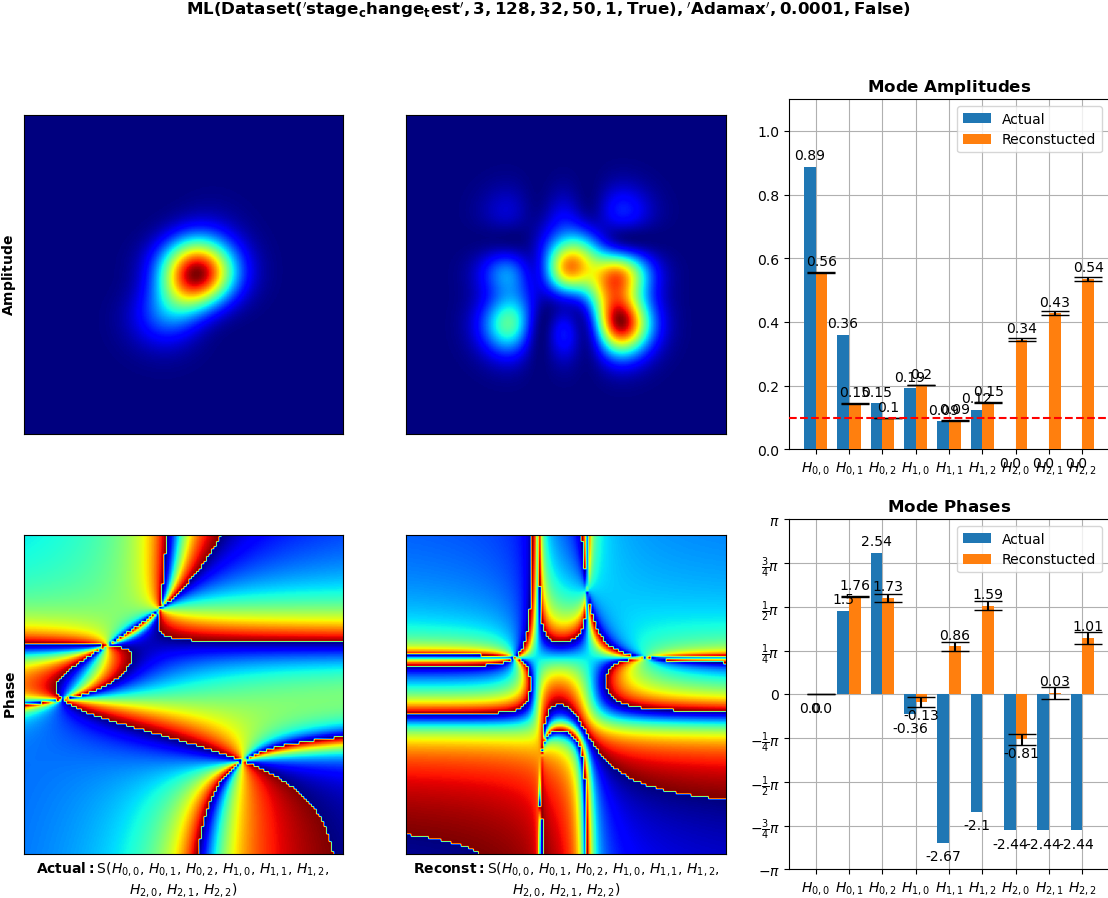 ML(Dataset('stage_change_test', 3, 128, 32, 50, 1, True), 'Adamax', 0.0001, False)
Amplitude
Mode Amplitudes
Actual
Reconstucted
1.0
0.8
0.6
0.4
0.2
0.0
0.89
0.56
0.36
0.15
0.15
0.1
0.19
0.2
0.09
0.09
0.12
0.15
0.0
0.34
0.0
0.43
0.0
0.54
H0,0 H0,1 H0,2 H1,0 H1,1 H1,2 H2,0 H2,1 H2,2
Phase
Actual: S(H0,0, H0,1, H0,2, H1,0, H1,1, H1,2,
H2,0, H2,1, H2,2)
Reconst: S(H0,0, H0,1, H0,2, H1,0, H1,1, H1,2,
H2,0, H2,1, H2,2)
Mode Phases
Actual
Reconstucted
π
3/4π
1/2π
1/4π
0
−1/4π
−1/2π
−3/4π
−π
0.0
0.0
1.5
1.76
2.54
1.73
-0.36
-0.13
-2.67
0.86
-2.1
1.59
-2.44
-0.81
-2.44
0.03
-2.44
1.01
H0,0 H0,1 H0,2 H1,0 H1,1 H1,2 H2,0 H2,1 H2,2